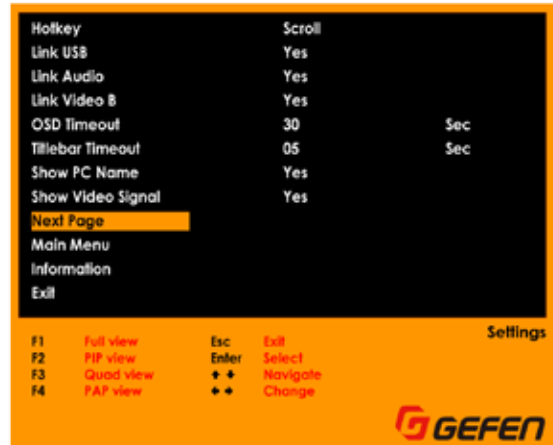 Hotkey Scroll
Link USB Yes
Link Audio Yes
Link Video B Yes
OSD Timeout 30 Sec
Titlebar Timeout 05 Sec
Show PC Name Yes
Show Video Signal Yes
Next Page
Main Menu
Information
Exit
Settings
F1 Full view Esc Exit
F2 PIP view Enter Select
F3 Quad view Navigate
F4 PAP view Change
GEFEN